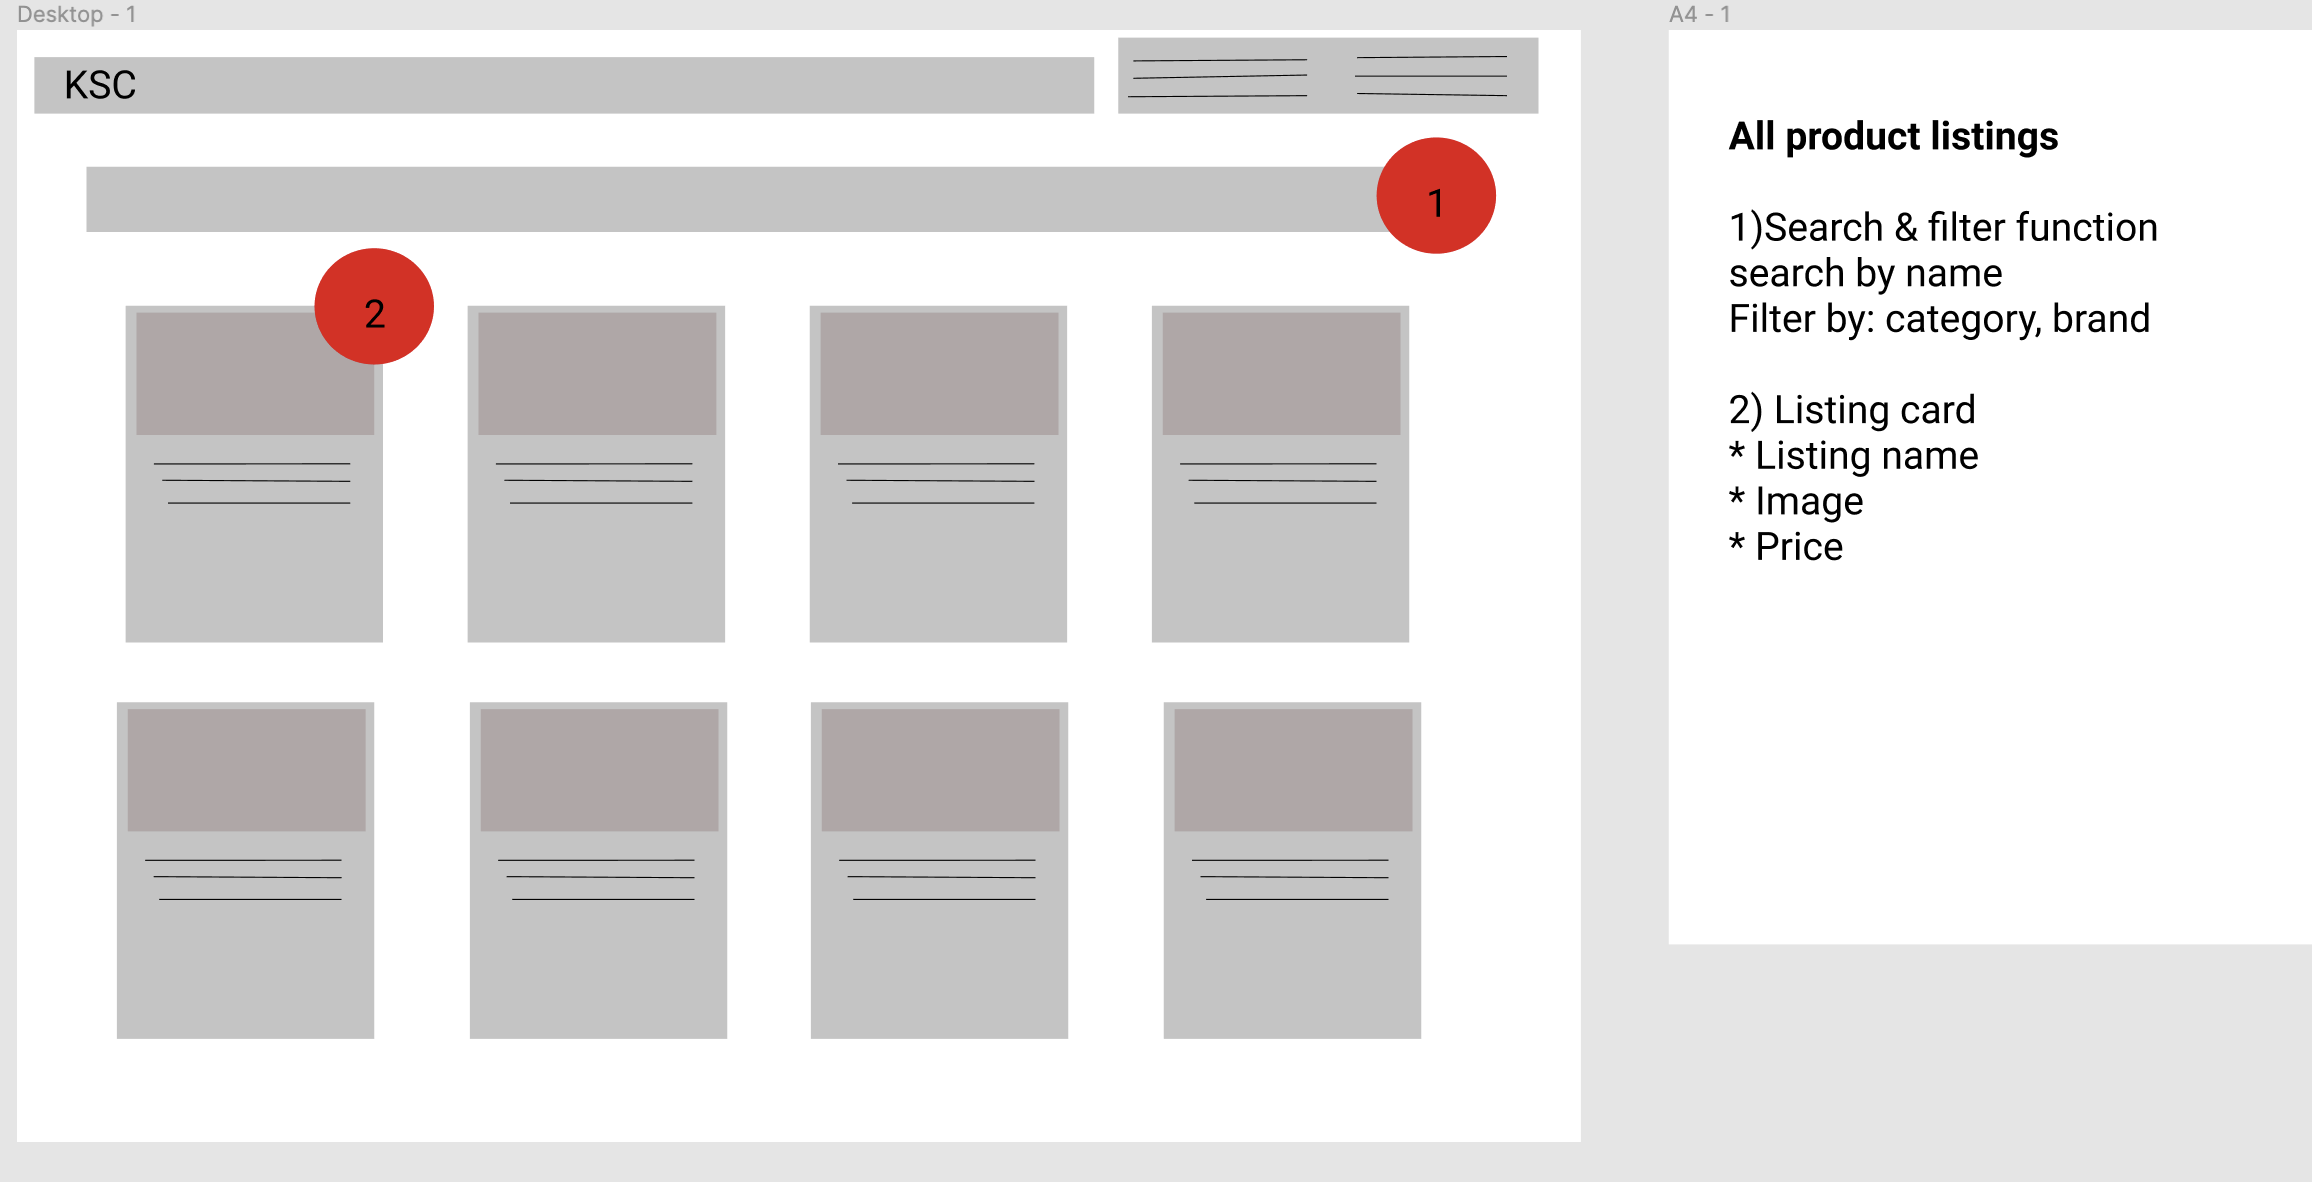 Desktop - 1
KSC
1
2
A4 - 1
All product listings
1)Search & filter function
search by name
Filter by: category, brand
2) Listing card
* Listing name
* Image
* Price